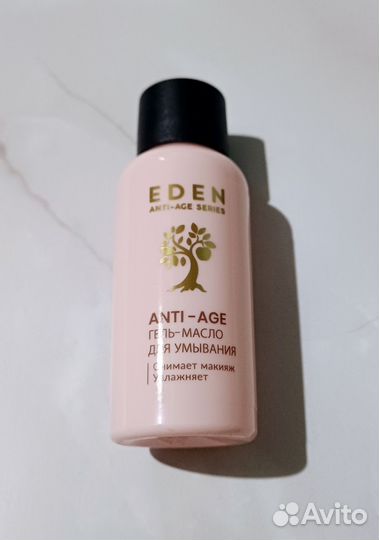 EDEN
ANTI-AGE SERIES
ANTI-AGE
ГЕЛЬ-МАСЛО
ДЛЯ УМЫВАНИЯ
Снимает макияж
Увлажняет
Avito